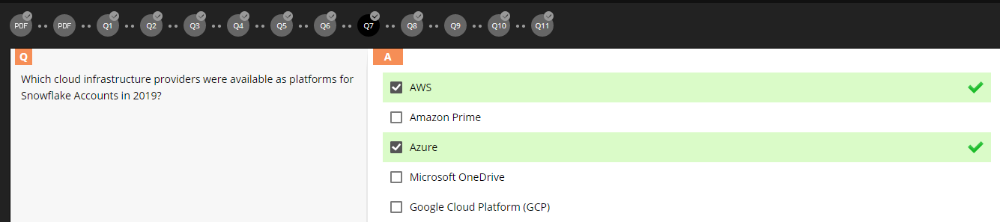 PDF PDF Q1 Q2 Q3 Q4 Q5 Q6 Q7 Q8 Q9 Q10 Q11
Q
Which cloud infrastructure providers were available as platforms for
Snowflake Accounts in 2019?
A
AWS
Amazon Prime
Azure
Microsoft OneDrive
Google Cloud Platform (GCP)